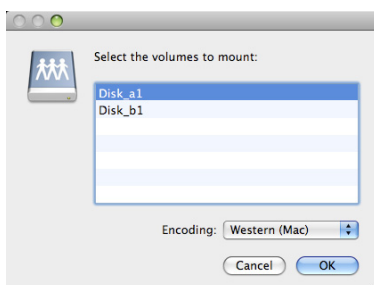 Select the volumes to mount:
Disk_a1
Disk_b1
Encoding: Western (Mac)
Cancel OK